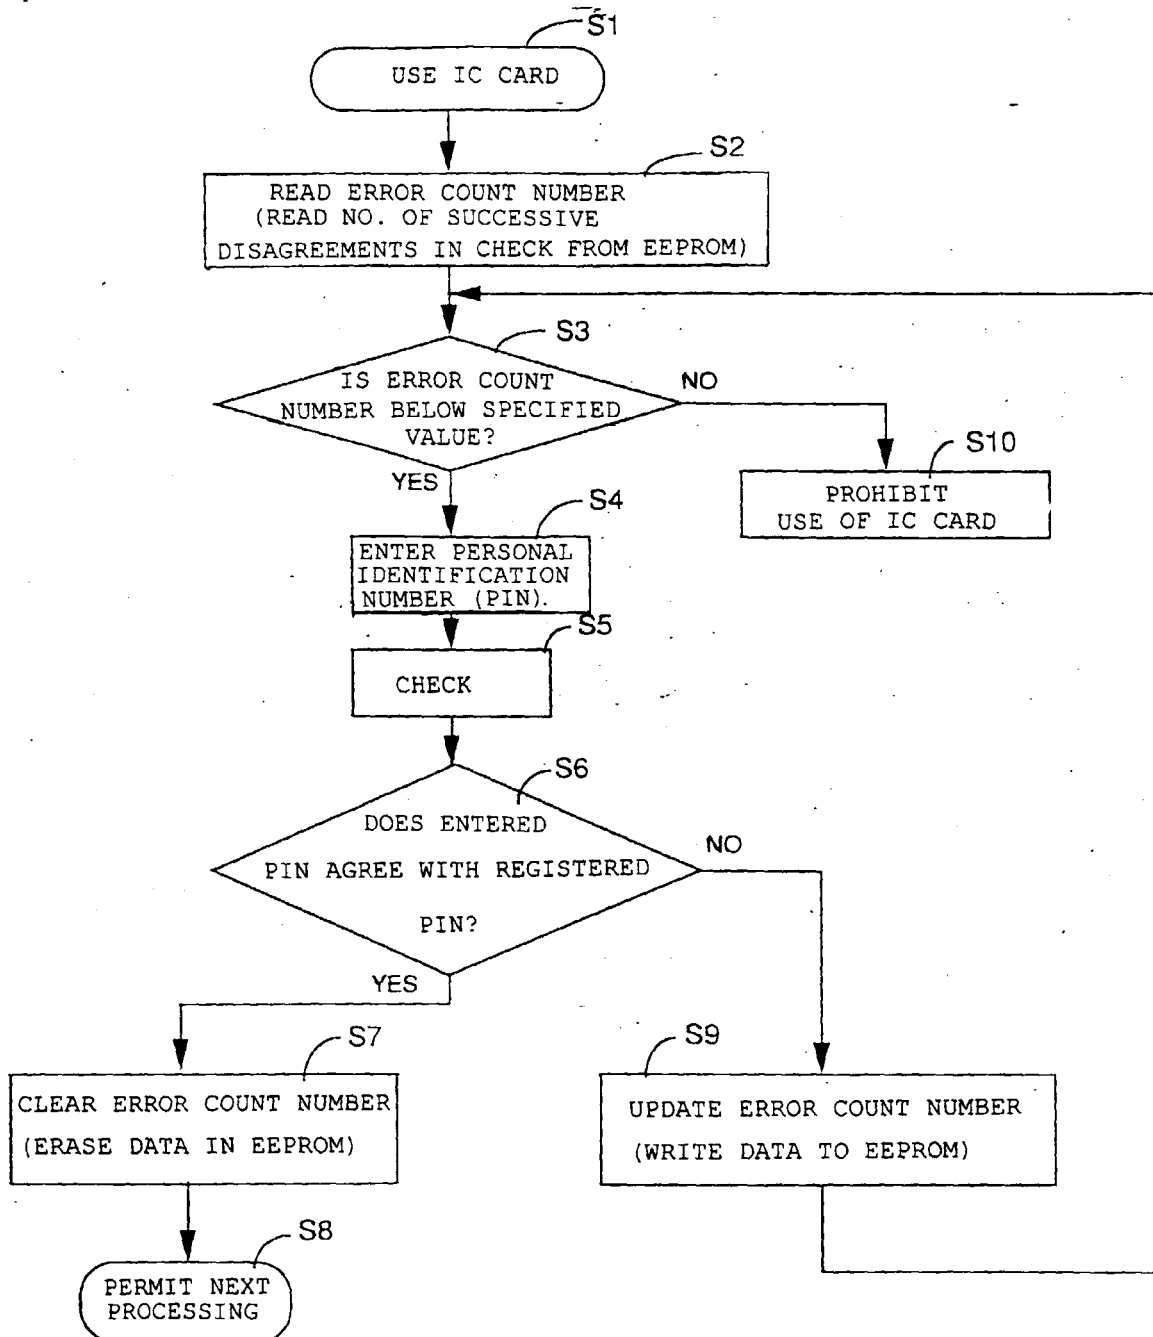 S1
USE IC CARD
S2
READ ERROR COUNT NUMBER
(READ NO. OF SUCCESSIVE
DISAGREEMENTS IN CHECK FROM EEPROM)
S3
IS ERROR COUNT
NUMBER BELOW SPECIFIED
VALUE?
NO
YES
S10
PROHIBIT
USE OF IC CARD
S4
ENTER PERSONAL
IDENTIFICATION
NUMBER (PIN).
S5
CHECK
S6
DOES ENTERED
PIN AGREE WITH REGISTERED
PIN?
NO
YES
S7
CLEAR ERROR COUNT NUMBER
(ERASE DATA IN EEPROM)
S9
UPDATE ERROR COUNT NUMBER
(WRITE DATA TO EEPROM)
S8
PERMIT NEXT
PROCESSING